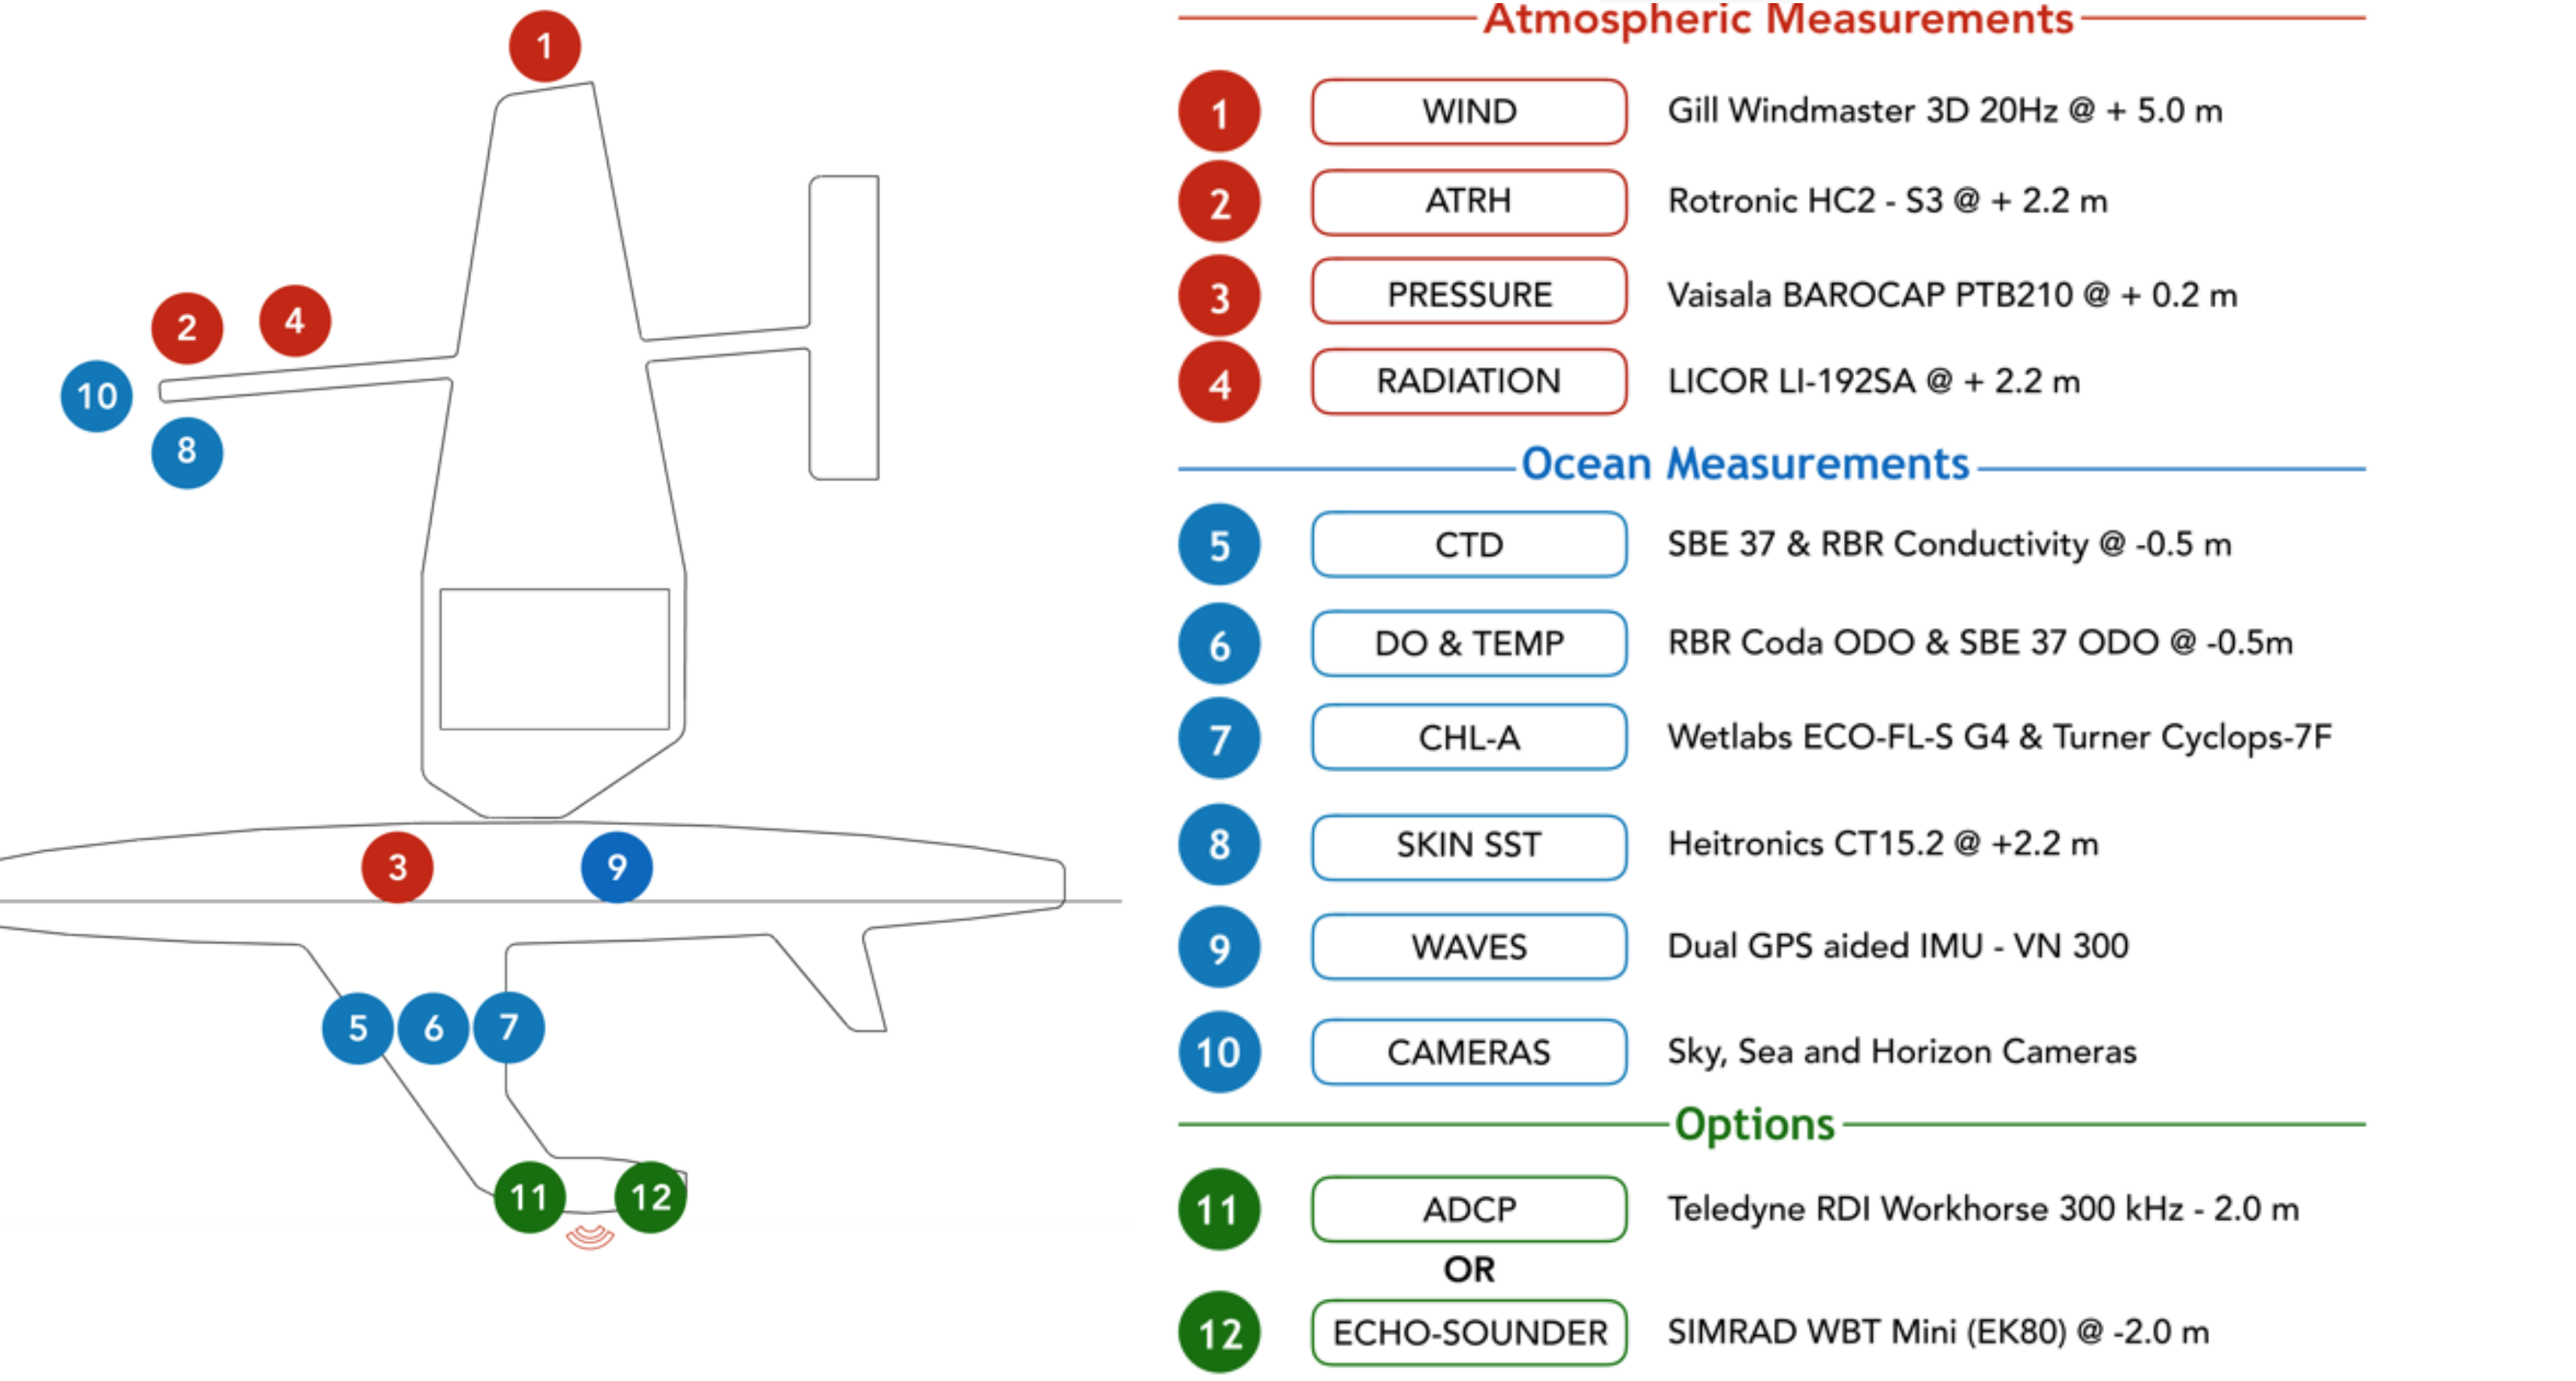 1
2
4
10
8
3
9
5
6
7
11
12
Atmospheric Measurements
1 WIND Gill Windmaster 3D 20Hz @ + 5.0 m
2 ATRH Rotronic HC2 - S3 @ + 2.2 m
3 PRESSURE Vaisala BAROCAP PTB210 @ + 0.2 m
4 RADIATION LICOR LI-192SA @ + 2.2 m
Ocean Measurements
5 CTD SBE 37 & RBR Conductivity @ -0.5 m
6 DO & TEMP RBR Coda ODO & SBE 37 ODO @ -0.5m
7 CHL-A Wetlabs ECO-FL-S G4 & Turner Cyclops-7F
8 SKIN SST Heitronics CT15.2 @ +2.2 m
9 WAVES Dual GPS aided IMU - VN 300
10 CAMERAS Sky, Sea and Horizon Cameras
Options
11 ADCP Teledyne RDI Workhorse 300 kHz - 2.0 m
OR
12 ECHO-SOUNDER SIMRAD WBT Mini (EK80) @ -2.0 m